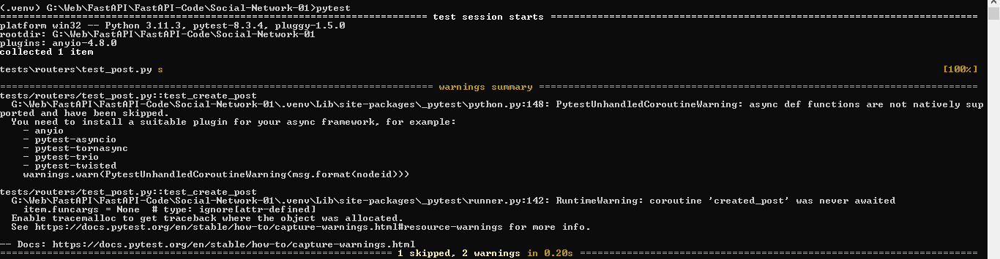 (.venv) G:\Web\FastAPI\FastAPI-Code\Social-Network-01>pytest
============================= test session starts =============================
platform win32 -- Python 3.11.3, pytest-8.3.4, pluggy-1.5.0
rootdir: G:\Web\FastAPI\FastAPI-Code\Social-Network-01
plugins: anyio-4.8.0
collected 1 item
tests\routers\test_post.py s [100%]
============================= warnings summary =============================
tests/routers/test_post.py::test_create_post
G:\Web\FastAPI\FastAPI-Code\Social-Network-01\.venv\Lib\site-packages\_pytest\python.py:148: PytestUnhandledCoroutineWarning: async def functions are not natively sup
ported and have been skipped.
You need to install a suitable plugin for your async framework, for example:
- anyio
- pytest-asyncio
- pytest-tornasync
- pytest-trio
- pytest-twisted
warnings.warn(PytestUnhandledCoroutineWarning(msg.format(nodeid)))
tests/routers/test_post.py::test_create_post
G:\Web\FastAPI\FastAPI-Code\Social-Network-01\.venv\Lib\site-packages\_pytest\runner.py:142: RuntimeWarning: coroutine 'created_post' was never awaited
item.funcargs = None  # type: ignore[attr-defined]
Enable tracemalloc to get traceback where the object was allocated.
See https://docs.pytest.org/en/stable/how-to/capture-warnings.html#resource-warnings for more info.
-- Docs: https://docs.pytest.org/en/stable/how-to/capture-warnings.html
============================= 1 skipped, 2 warnings in 0.20s =============================